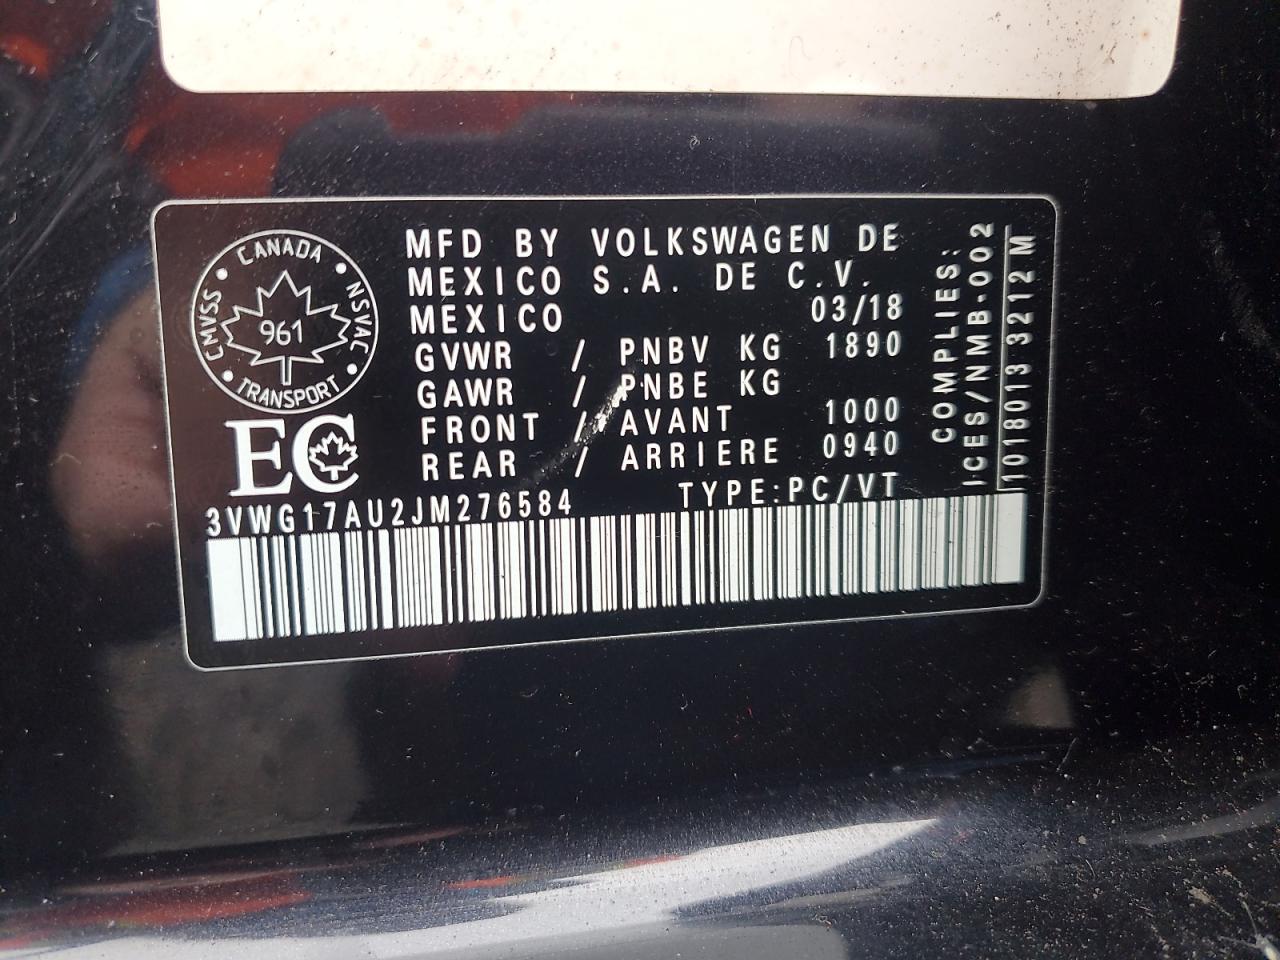 CANADA
CMVSS
NSVAC
961
TRANSPORT
EC
MFD BY VOLKSWAGEN DE
MEXICO S.A. DE C.V.
MEXICO 03/18
GVWR / PNBV KG 1890
GAWR / PNBE KG
FRONT / AVANT 1000
REAR / ARRIERE 0940
3VWG17AU2JM276584 TYPE:PC/VT
COMPLIES:
ICES/NMB-002
1018013 3212 M